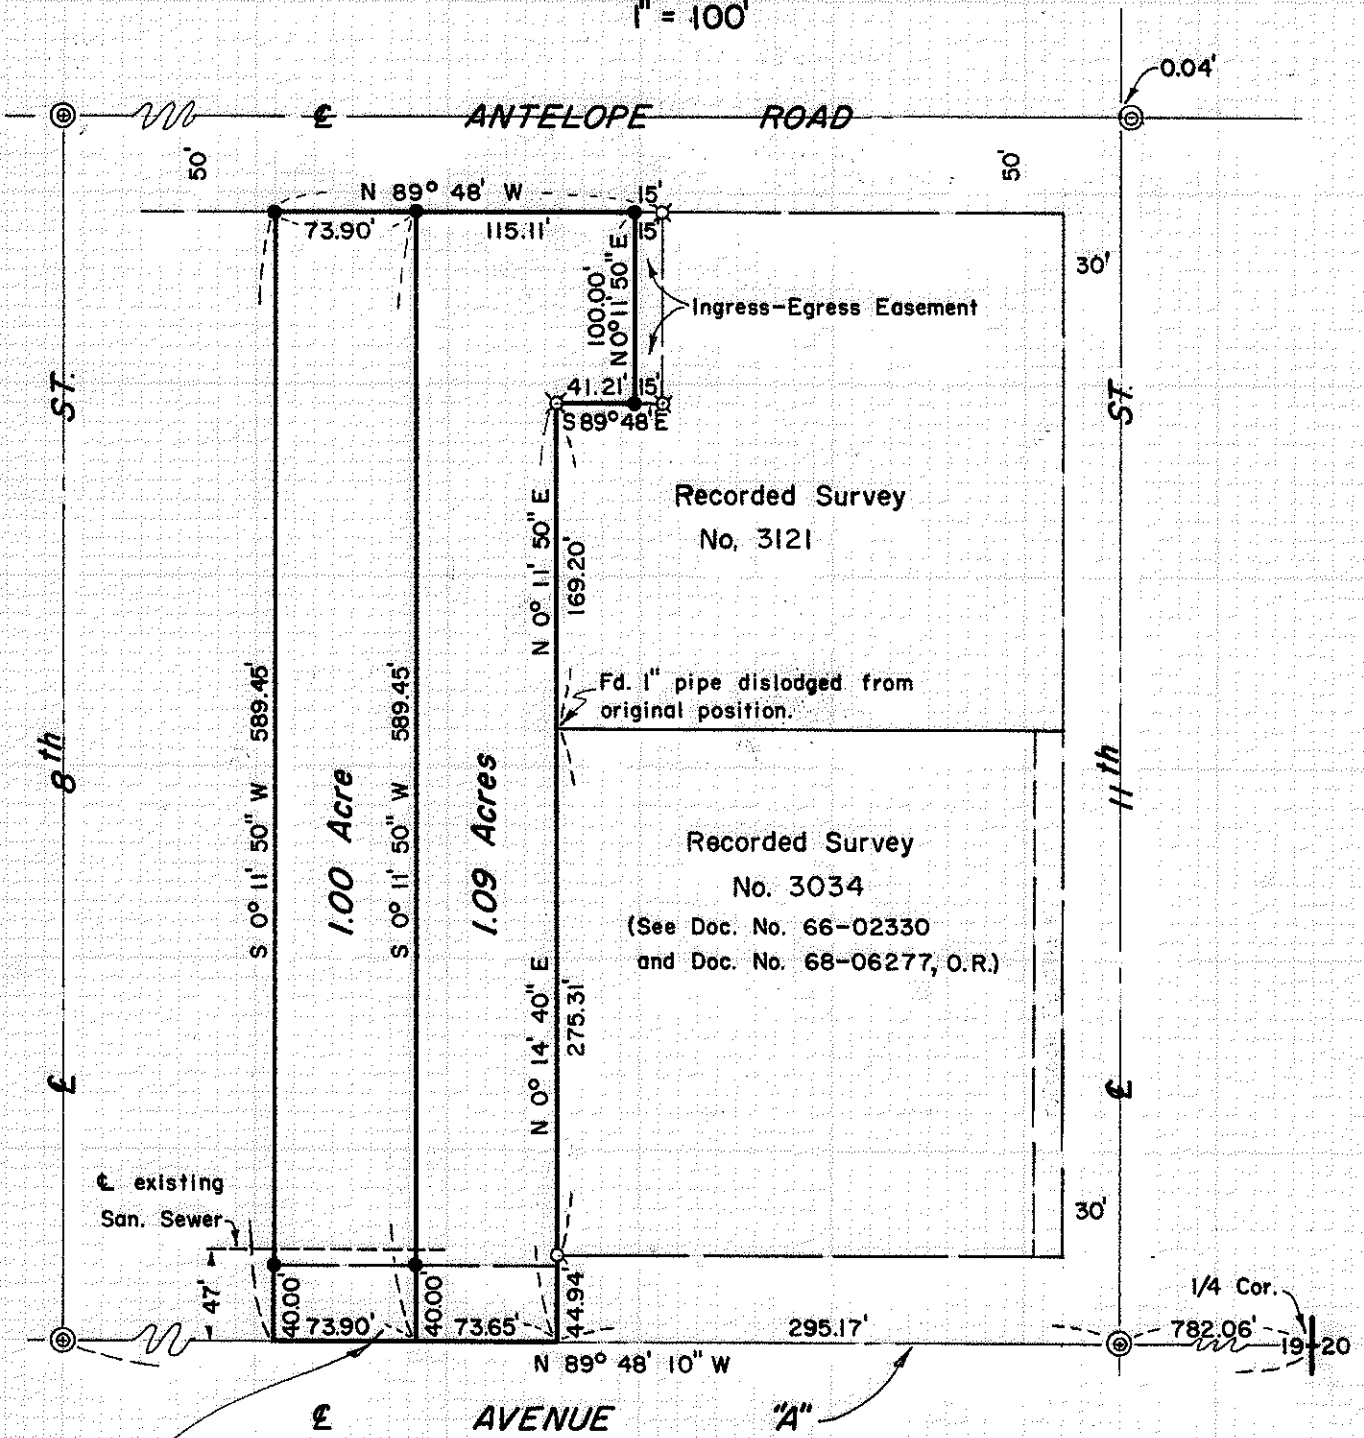 1" = 100'
0.04'
℄ ANTELOPE ROAD
50'
50'
N 89° 48' W
15'
73.90'
115.11'
15'
30'
100.00'
N 0° 11' 50" E
Ingress-Egress Easement
ST.
ST.
41.21'
15'
S 89° 48' E
Recorded Survey
No. 3121
N 0° 11' 50" E
169.20'
Fd. 1" pipe dislodged from
original position.
S 0° 11' 50" W 589.45'
S 0° 11' 50" W 589.45'
8th
11th
1.00 Acre
1.09 Acres
Recorded Survey
No. 3034
(See Doc. No. 66-02330
and Doc. No. 68-06277, O.R.)
N 0° 14' 40" E
275.31'
℄
℄
℄ existing
San. Sewer
30'
47'
40.00'
40.00'
44.94'
1/4 Cor.
73.90'
73.65'
295.17'
782.06'
19
20
N 89° 48' 10" W
℄ AVENUE "A"